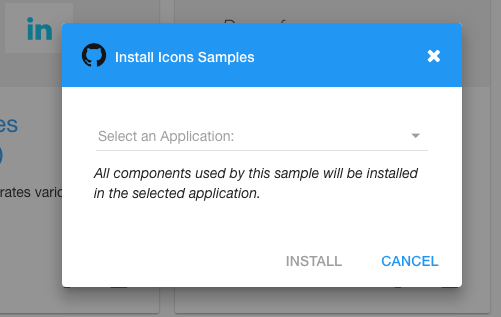 in
Install Icons Samples
es
)
rates vario
Select an Application:
All components used by this sample will be installed
in the selected application.
INSTALL
CANCEL